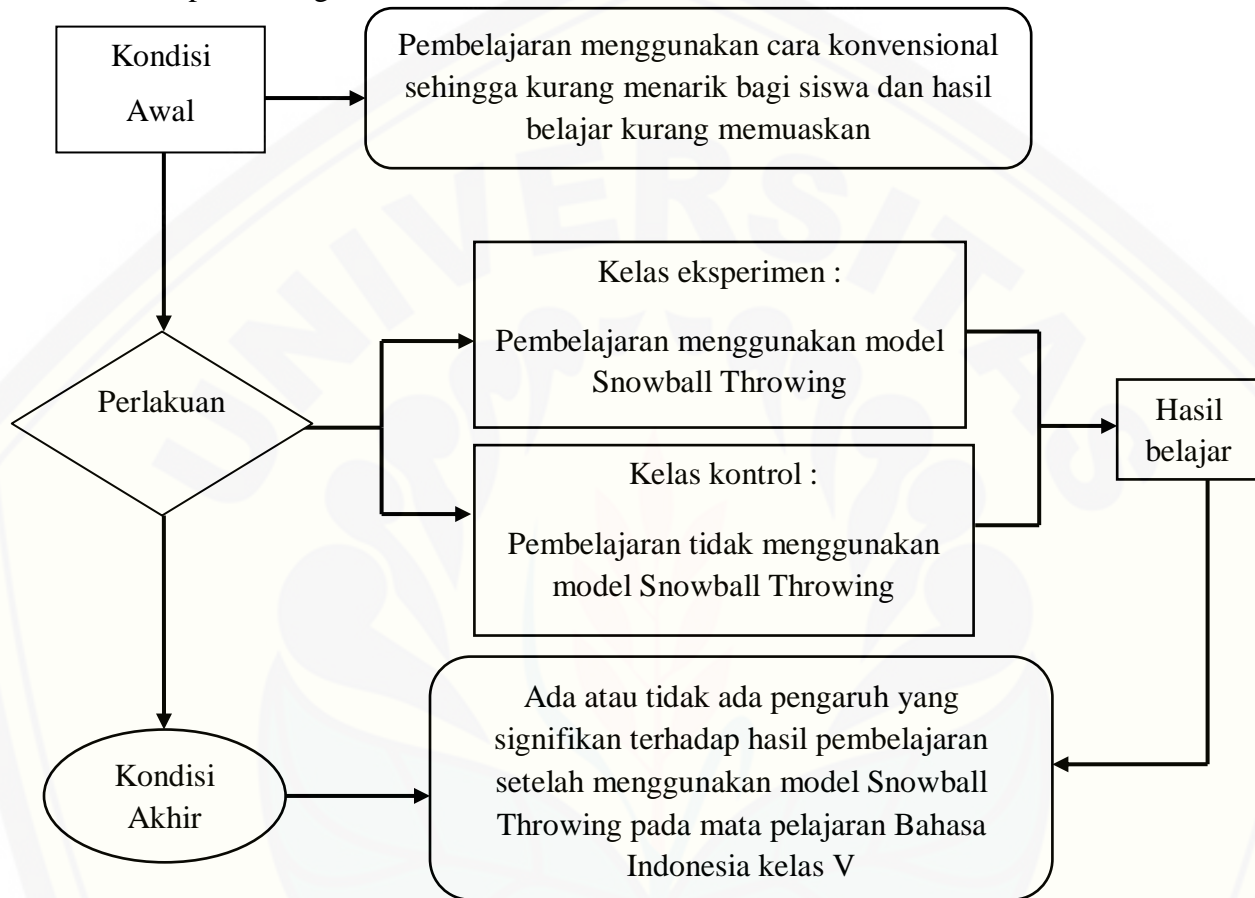 Kondisi
Awal
Pembelajaran menggunakan cara konvensional
sehingga kurang menarik bagi siswa dan hasil
belajar kurang memuaskan
Kelas eksperimen :
Pembelajaran menggunakan model
Snowball Throwing
Perlakuan
Hasil
belajar
Kelas kontrol :
Pembelajaran tidak menggunakan
model Snowball Throwing
Ada atau tidak ada pengaruh yang
signifikan terhadap hasil pembelajaran
setelah menggunakan model Snowball
Throwing pada mata pelajaran Bahasa
Indonesia kelas V
Kondisi
Akhir
UNIVERSITAS